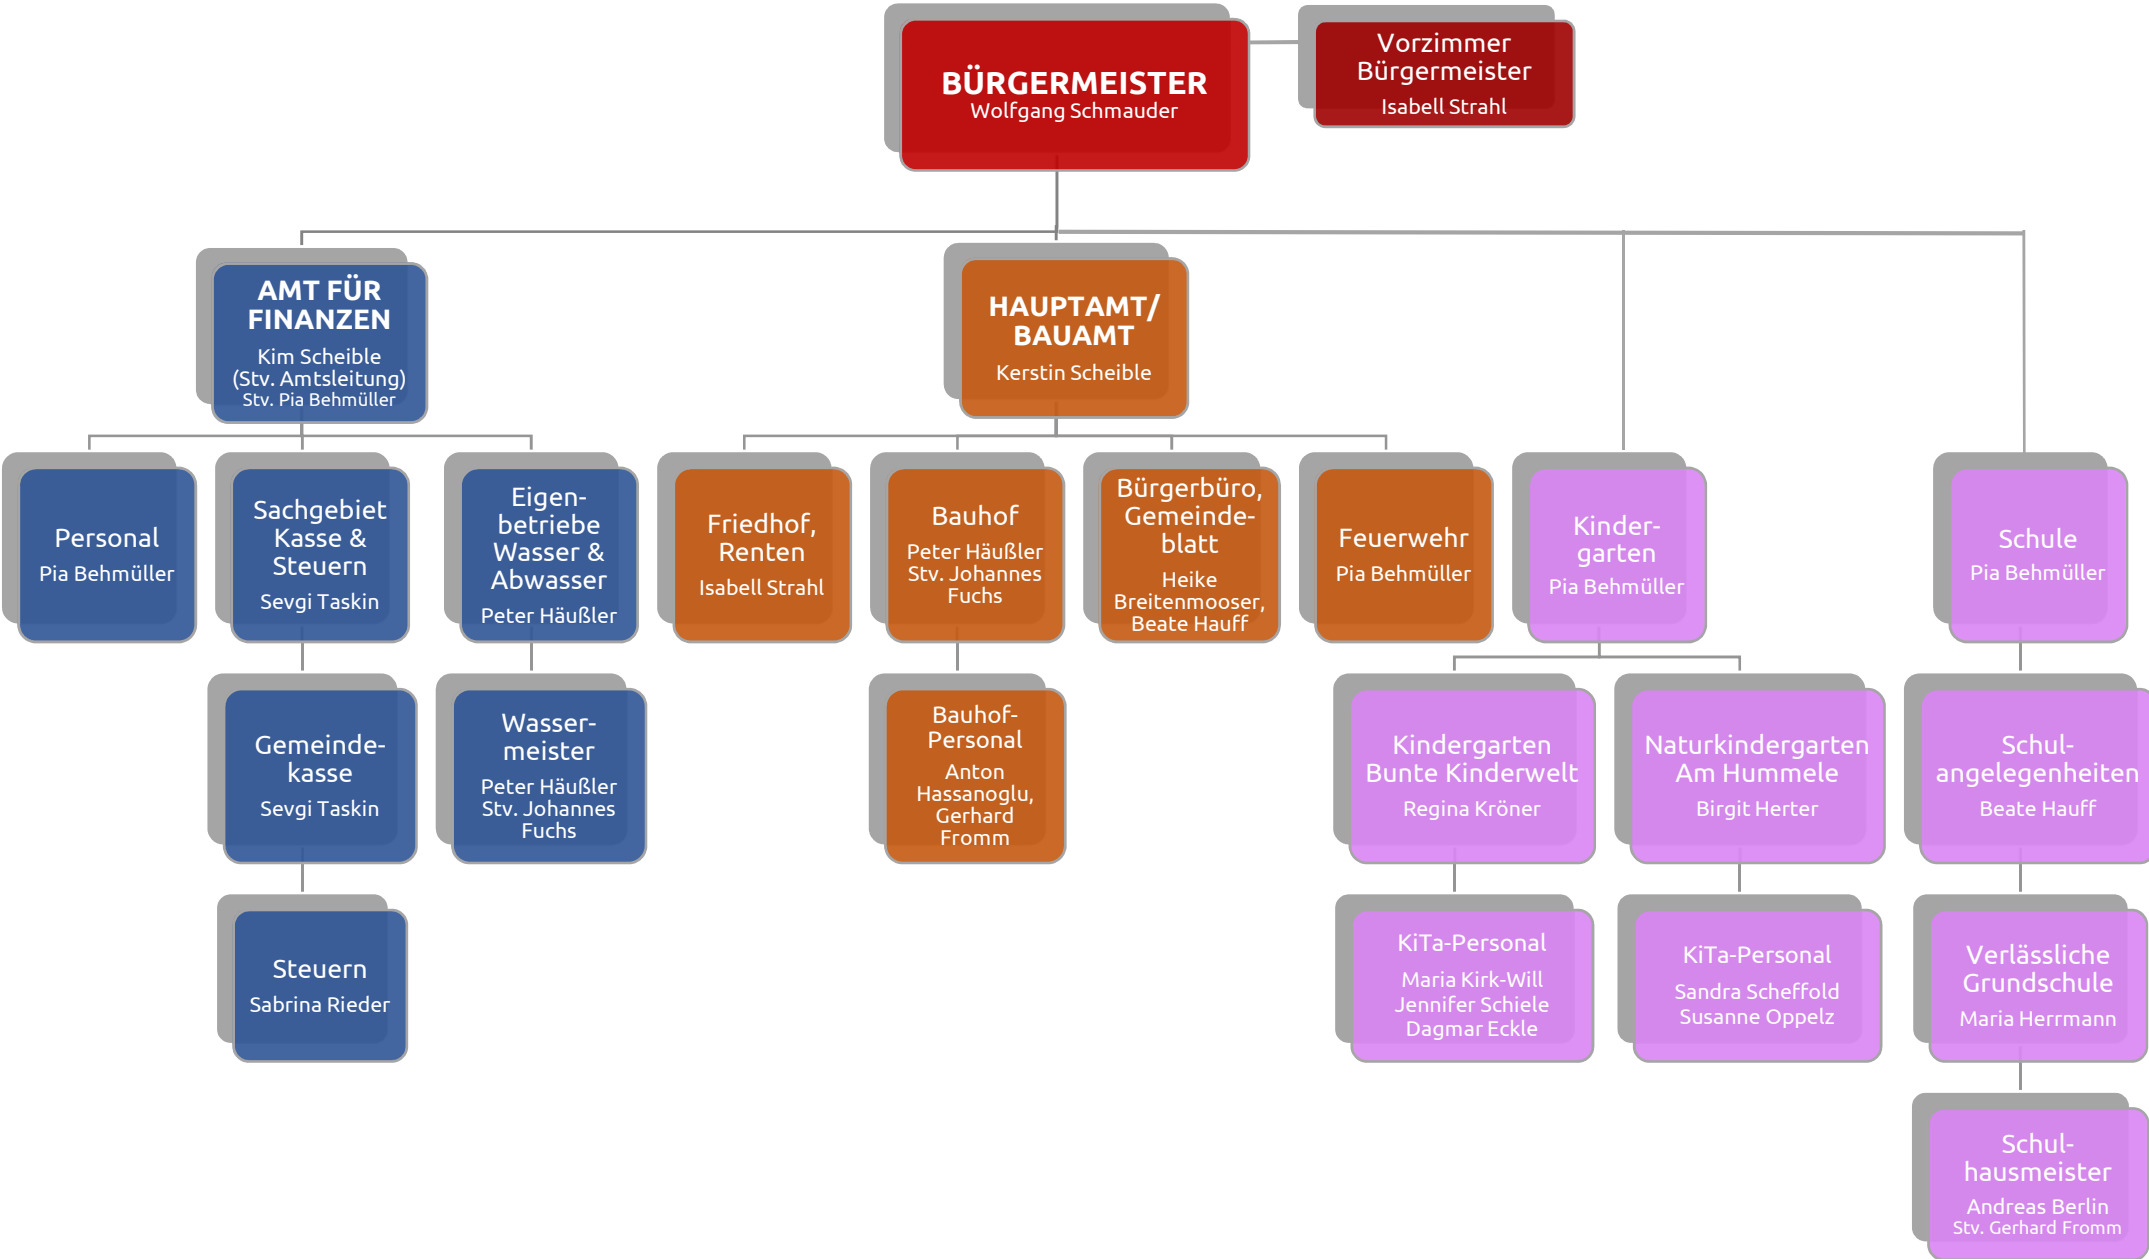 BÜRGERMEISTER
Wolfgang Schmauder
Vorzimmer
Bürgermeister
Isabell Strahl
AMT FÜR
FINANZEN
Kim Scheible
(Stv. Amtsleitung)
Stv. Pia Behmüller
HAUPTAMT/
BAUAMT
Kerstin Scheible
Personal
Pia Behmüller
Sachgebiet
Kasse &
Steuern
Sevgi Taskin
Eigen-
betriebe
Wasser &
Abwasser
Peter Häußler
Friedhof,
Renten
Isabell Strahl
Bauhof
Peter Häußler
Stv. Johannes
Fuchs
Bürgerbüro,
Gemeinde-
blatt
Heike
Breitenmooser,
Beate Hauff
Feuerwehr
Pia Behmüller
Kinder-
garten
Pia Behmüller
Schule
Pia Behmüller
Gemeinde-
kasse
Sevgi Taskin
Wasser-
meister
Peter Häußler
Stv. Johannes
Fuchs
Bauhof-
Personal
Anton
Hassanoglu,
Gerhard
Fromm
Kindergarten
Bunte Kinderwelt
Regina Kröner
Naturkindergarten
Am Hummele
Birgit Herter
Schul-
angelegenheiten
Beate Hauff
Steuern
Sabrina Rieder
KiTa-Personal
Maria Kirk-Will
Jennifer Schiele
Dagmar Eckle
KiTa-Personal
Sandra Scheffold
Susanne Oppelz
Verlässliche
Grundschule
Maria Herrmann
Schul-
hausmeister
Andreas Berlin
Stv. Gerhard Fromm